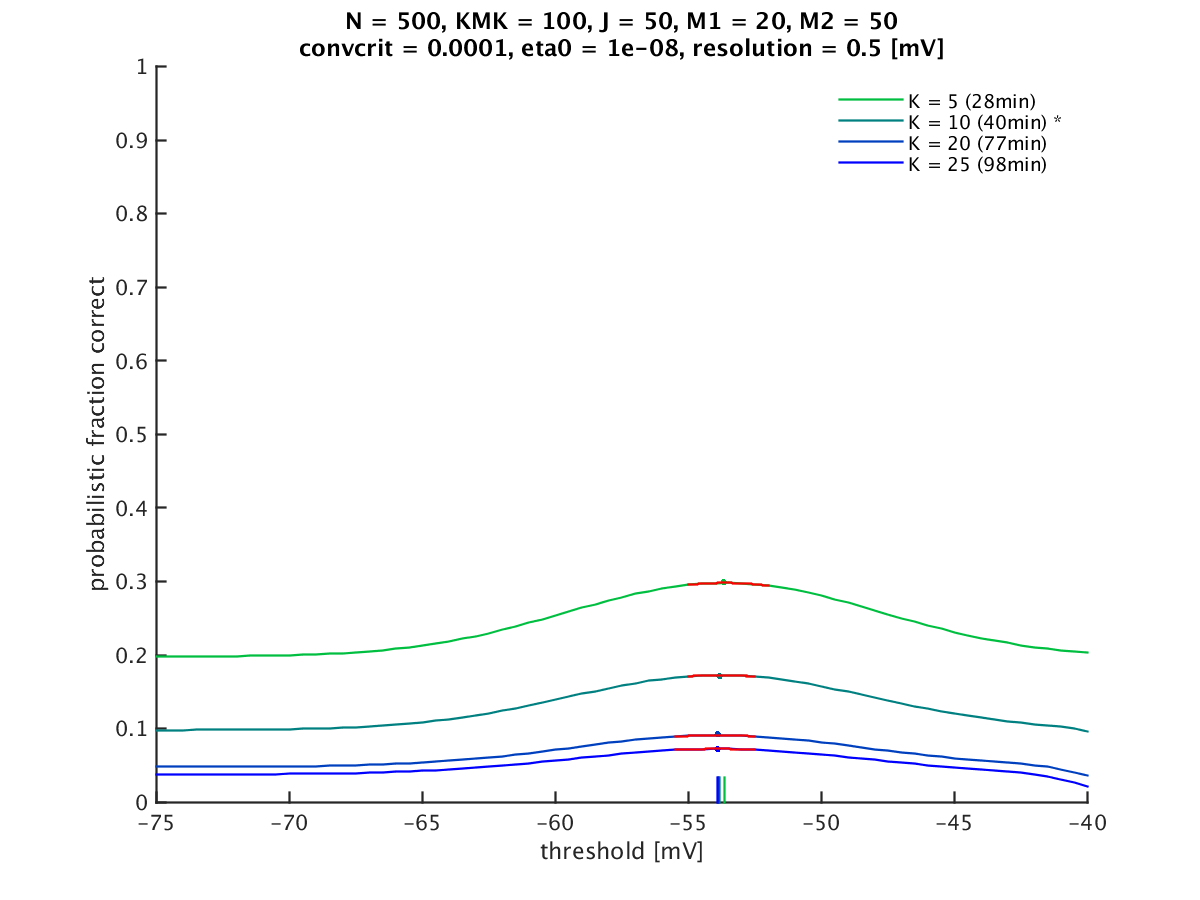 N = 500, KMK = 100, J = 50, M1 = 20, M2 = 50
convcrit = 0.0001, eta0 = 1e-08, resolution = 0.5 [mV]
K = 5 (28min)
K = 10 (40min) *
K = 20 (77min)
K = 25 (98min)
probabilistic fraction correct
1
0.9
0.8
0.7
0.6
0.5
0.4
0.3
0.2
0.1
0
−75 −70 −65 −60 −55 −50 −45 −40
threshold [mV]